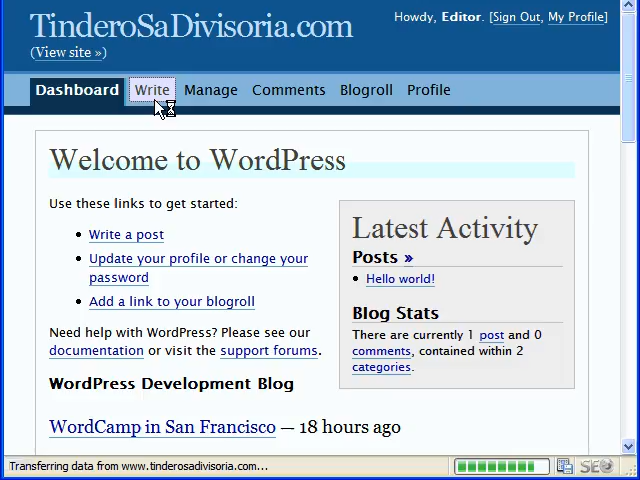 TinderoSaDivisoria.com
Howdy, Editor. [Sign Out, My Profile]
(View site »)
Dashboard Write Manage Comments Blogroll Profile
Welcome to WordPress
Use these links to get started:
• Write a post
• Update your profile or change your
password
• Add a link to your blogroll
Need help with WordPress? Please see our
documentation or visit the support forums.
WordPress Development Blog
WordCamp in San Francisco — 18 hours ago
Latest Activity
Posts »
• Hello world!
Blog Stats
There are currently 1 post and 0
comments, contained within 2
categories.
Transferring data from www.tinderosadivisoria.com...
SEO